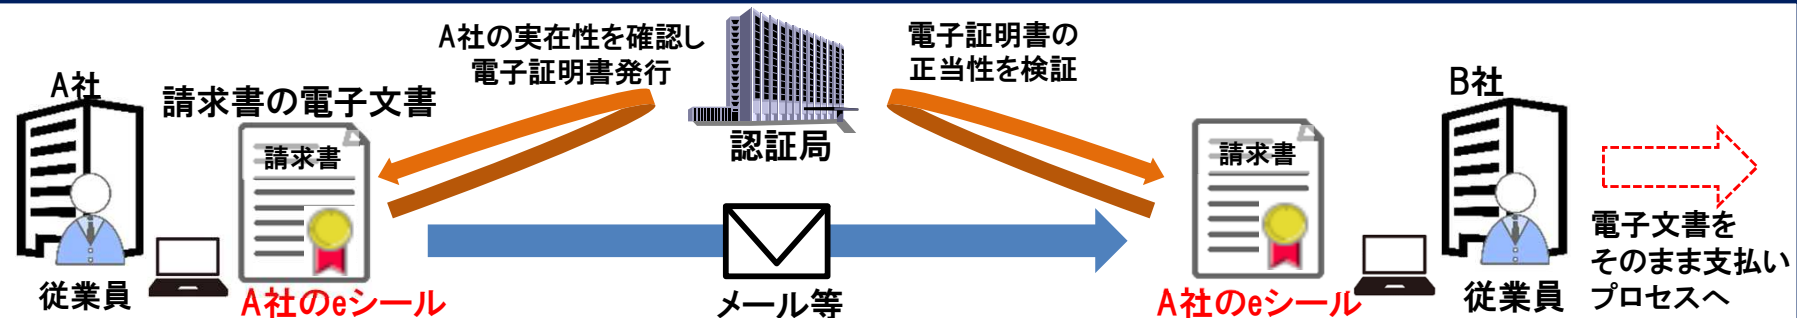 A社
請求書の電子文書
請求書
従業員
A社のeシール
A社の実在性を確認し
電子証明書発行
認証局
電子証明書の
正当性を検証
メール等
請求書
A社のeシール
B社
従業員
電子文書を
そのまま支払い
プロセスへ